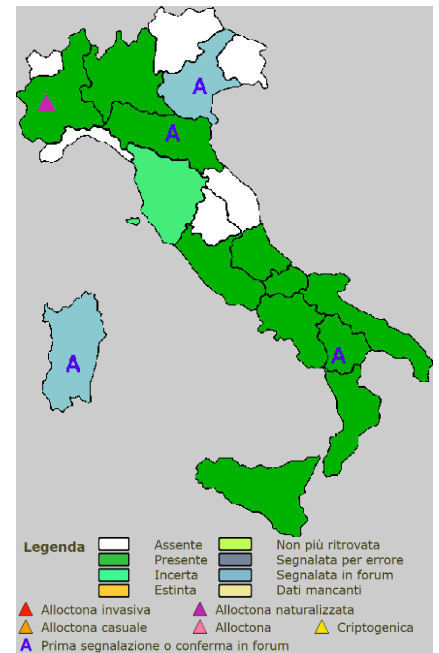 A
A
A
A
Legenda
Assente Non più ritrovata
Presente Segnalata per errore
Incerta Segnalata in forum
Estinta Dati mancanti
Alloctona invasiva Alloctona naturalizzata
Alloctona casuale Alloctona Criptogenica
A Prima segnalazione o conferma in forum